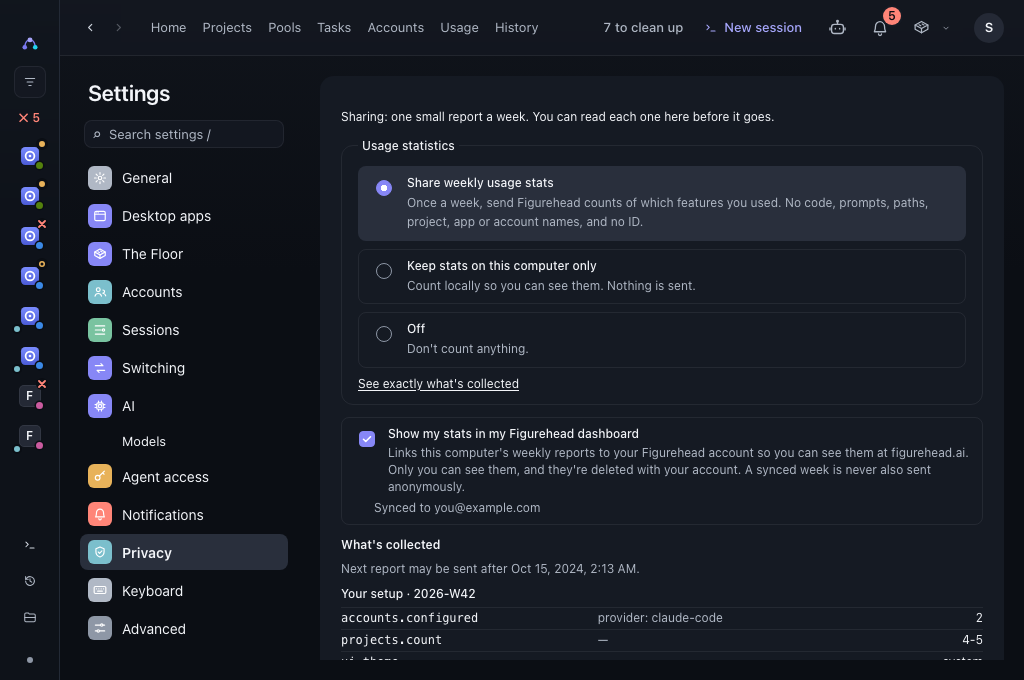 Home Projects Pools Tasks Accounts Usage History 7 to clean up New session 5 S
5
F
F
Settings
Search settings /
General
Desktop apps
The Floor
Accounts
Sessions
Switching
AI
Models
Agent access
Notifications
Privacy
Keyboard
Advanced
Sharing: one small report a week. You can read each one here before it goes.
Usage statistics
Share weekly usage stats
Once a week, send Figurehead counts of which features you used. No code, prompts, paths,
project, app or account names, and no ID.
Keep stats on this computer only
Count locally so you can see them. Nothing is sent.
Off
Don't count anything.
See exactly what's collected
Show my stats in my Figurehead dashboard
Links this computer's weekly reports to your Figurehead account so you can see them at figurehead.ai.
Only you can see them, and they're deleted with your account. A synced week is never also sent
anonymously.
Synced to you@example.com
What's collected
Next report may be sent after Oct 15, 2024, 2:13 AM.
Your setup · 2026-W42
accounts.configured provider: claude-code 2
projects.count — 4-5